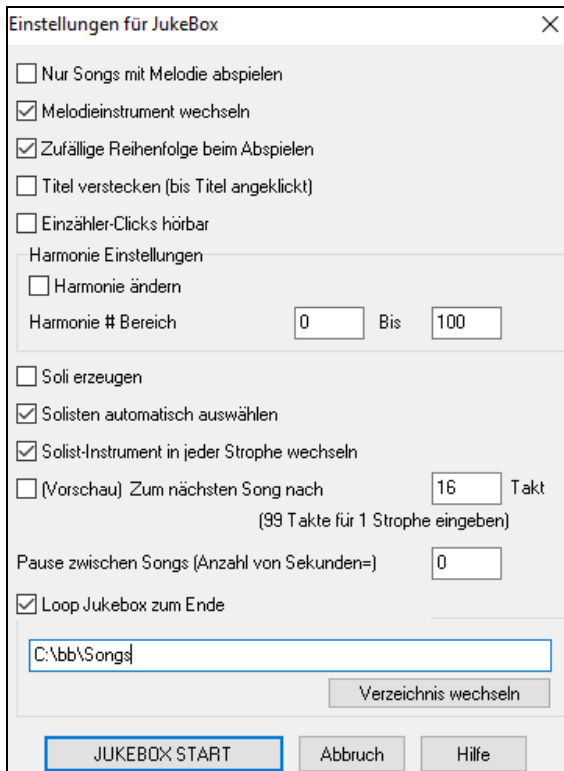 Einstellungen für JukeBox
Nur Songs mit Melodie abspielen
Melodieinstrument wechseln
Zufällige Reihenfolge beim Abspielen
Titel verstecken (bis Titel angeklickt)
Einzähler-Clicks hörbar
Harmonie Einstellungen
Harmonie ändern
Harmonie # Bereich 0 Bis 100
Soli erzeugen
Solisten automatisch auswählen
Solist-Instrument in jeder Strophe wechseln
(Vorschau) Zum nächsten Song nach 16 Takt
(99 Takte für 1 Strophe eingeben)
Pause zwischen Songs (Anzahl von Sekunden=) 0
Loop Jukebox zum Ende
C:\bb\Songs
Verzeichnis wechseln
JUKEBOX START Abbruch Hilfe